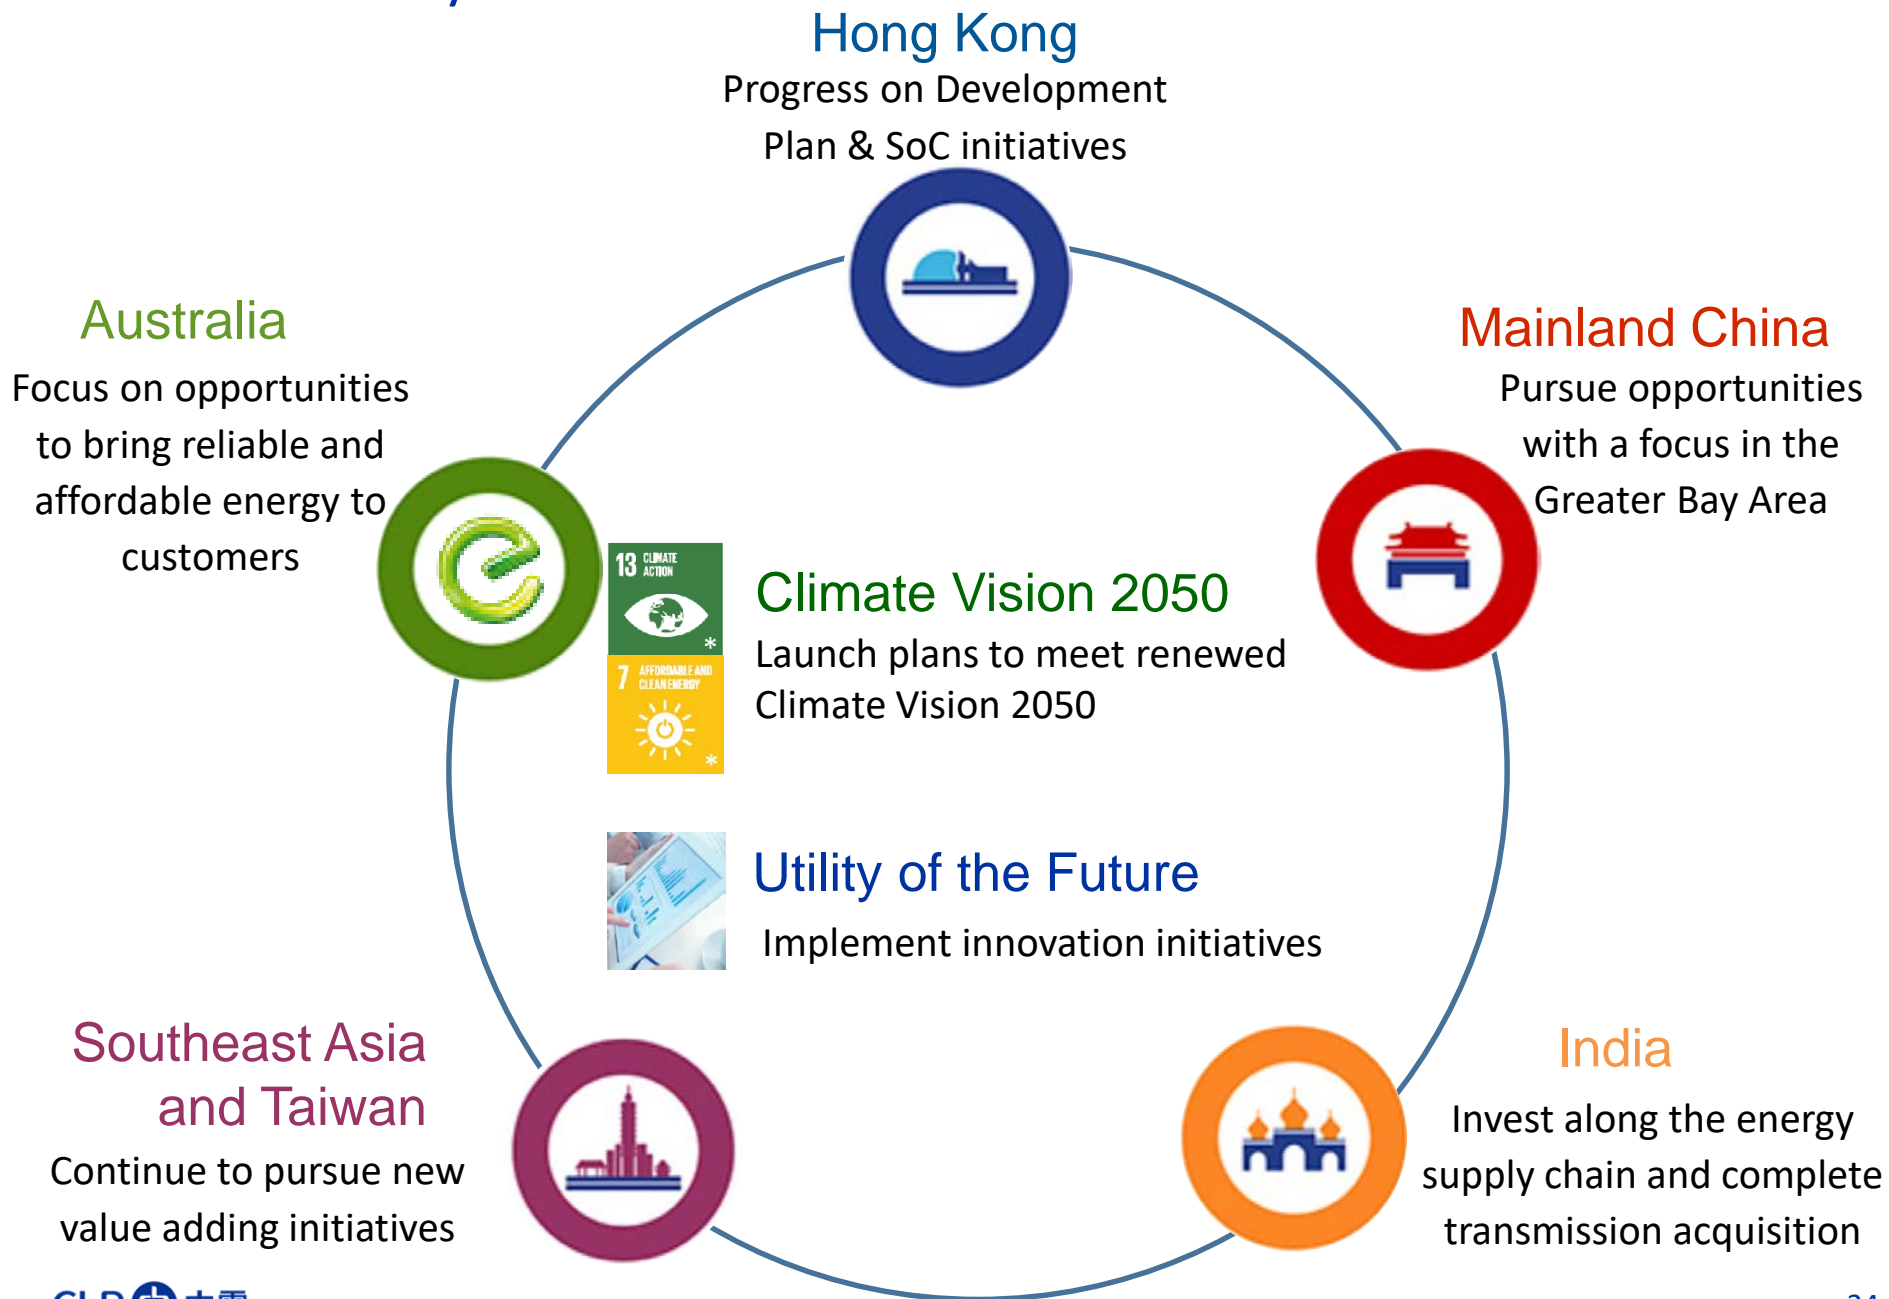 Hong Kong
Progress on Development
Plan & SoC initiatives
Australia
Focus on opportunities
to bring reliable and
affordable energy to
customers
Mainland China
Pursue opportunities
with a focus in the
Greater Bay Area
13 CLIMATE
ACTION
*
7 AFFORDABLE AND
CLEAN ENERGY
*
Climate Vision 2050
Launch plans to meet renewed
Climate Vision 2050
Utility of the Future
Implement innovation initiatives
Southeast Asia
and Taiwan
Continue to pursue new
value adding initiatives
India
Invest along the energy
supply chain and complete
transmission acquisition
CLP 中電
24